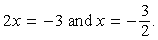 2x = −3 and x = −3/2.